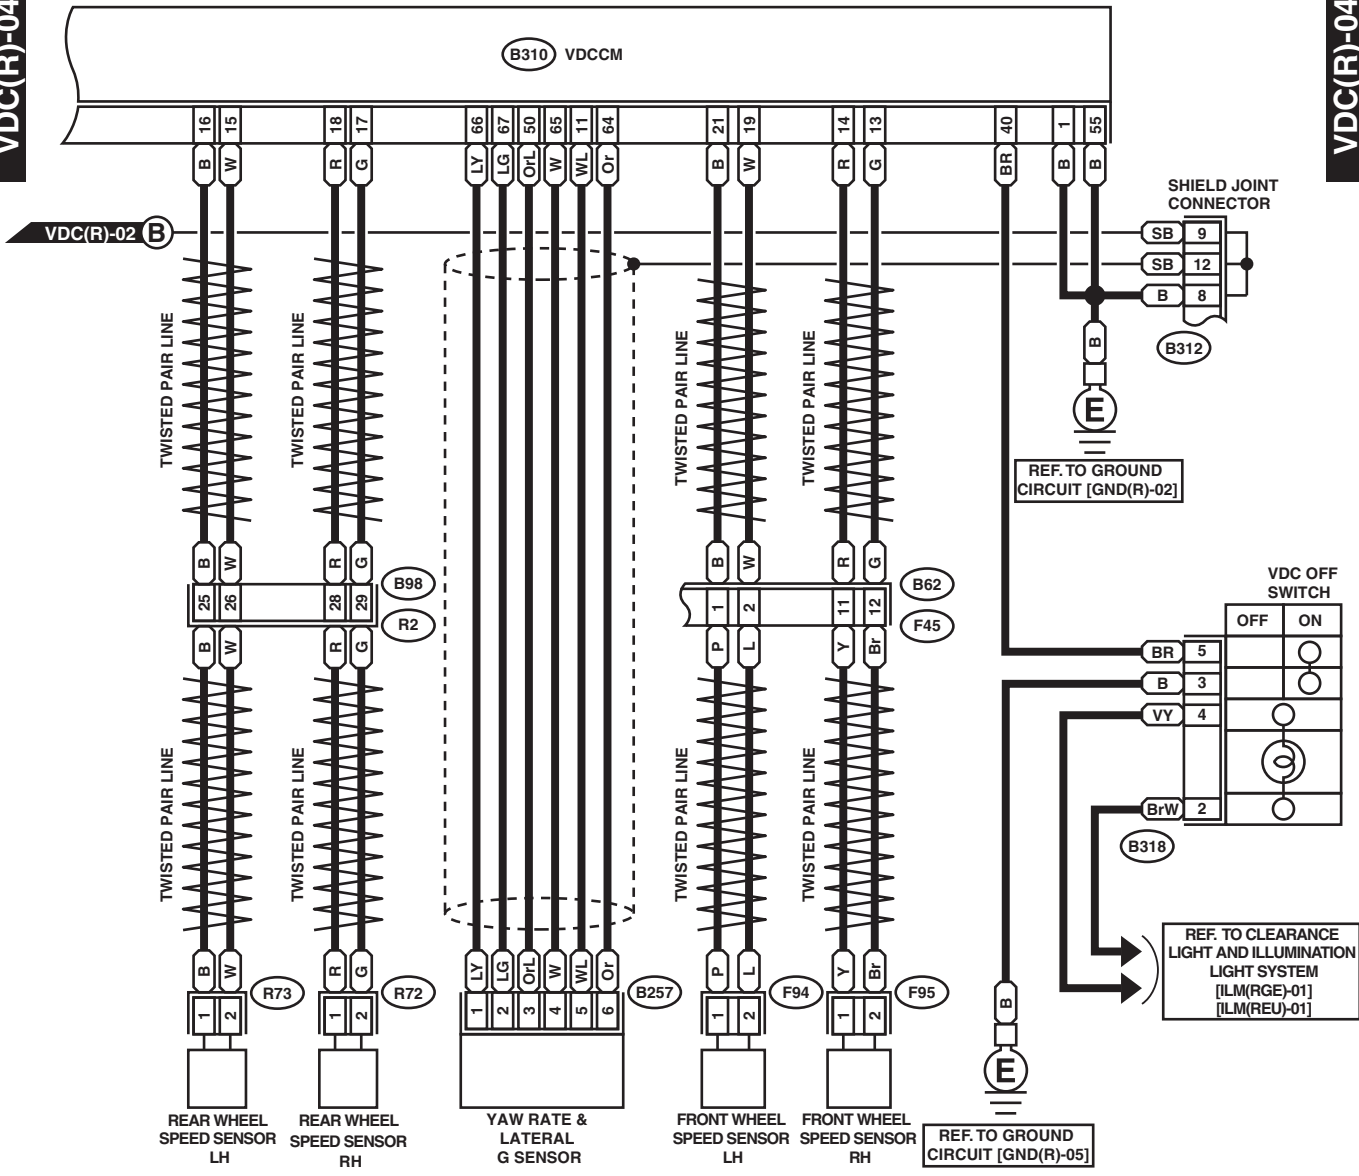 VDC(R)-04
VDC(R)-04
B310 VDCCM
16 15 18 17 66 67 50 65 11 64 21 19 14 13 40 1 55
B W R G LY LG OrL W WL Or B W R G BR B B
SHIELD JOINT
CONNECTOR
VDC(R)-02 B
SB 9
SB 12
B 8
B312
B
E
REF. TO GROUND
CIRCUIT [GND(R)-02]
TWISTED PAIR LINE
TWISTED PAIR LINE
TWISTED PAIR LINE
TWISTED PAIR LINE
B W R G B W R G
25 26 28 29 B98
R2
1 2 11 12 B62
F45
B W R G P L Y Br
VDC OFF
SWITCH
OFF ON
BR 5
B 3
VY 4
BrW 2
B318
TWISTED PAIR LINE
TWISTED PAIR LINE
TWISTED PAIR LINE
TWISTED PAIR LINE
REF. TO CLEARANCE
LIGHT AND ILLUMINATION
LIGHT SYSTEM
[ILM(RGE)-01]
[ILM(REU)-01]
B W R G LY LG OrL W WL Or P L Y Br
R73 R72 B257 F94 F95
1 2 1 2 1 2 3 4 5 6 1 2 1 2
B
E
REF. TO GROUND
CIRCUIT [GND(R)-05]
REAR WHEEL
SPEED SENSOR
LH
REAR WHEEL
SPEED SENSOR
RH
YAW RATE &
LATERAL
G SENSOR
FRONT WHEEL
SPEED SENSOR
LH
FRONT WHEEL
SPEED SENSOR
RH